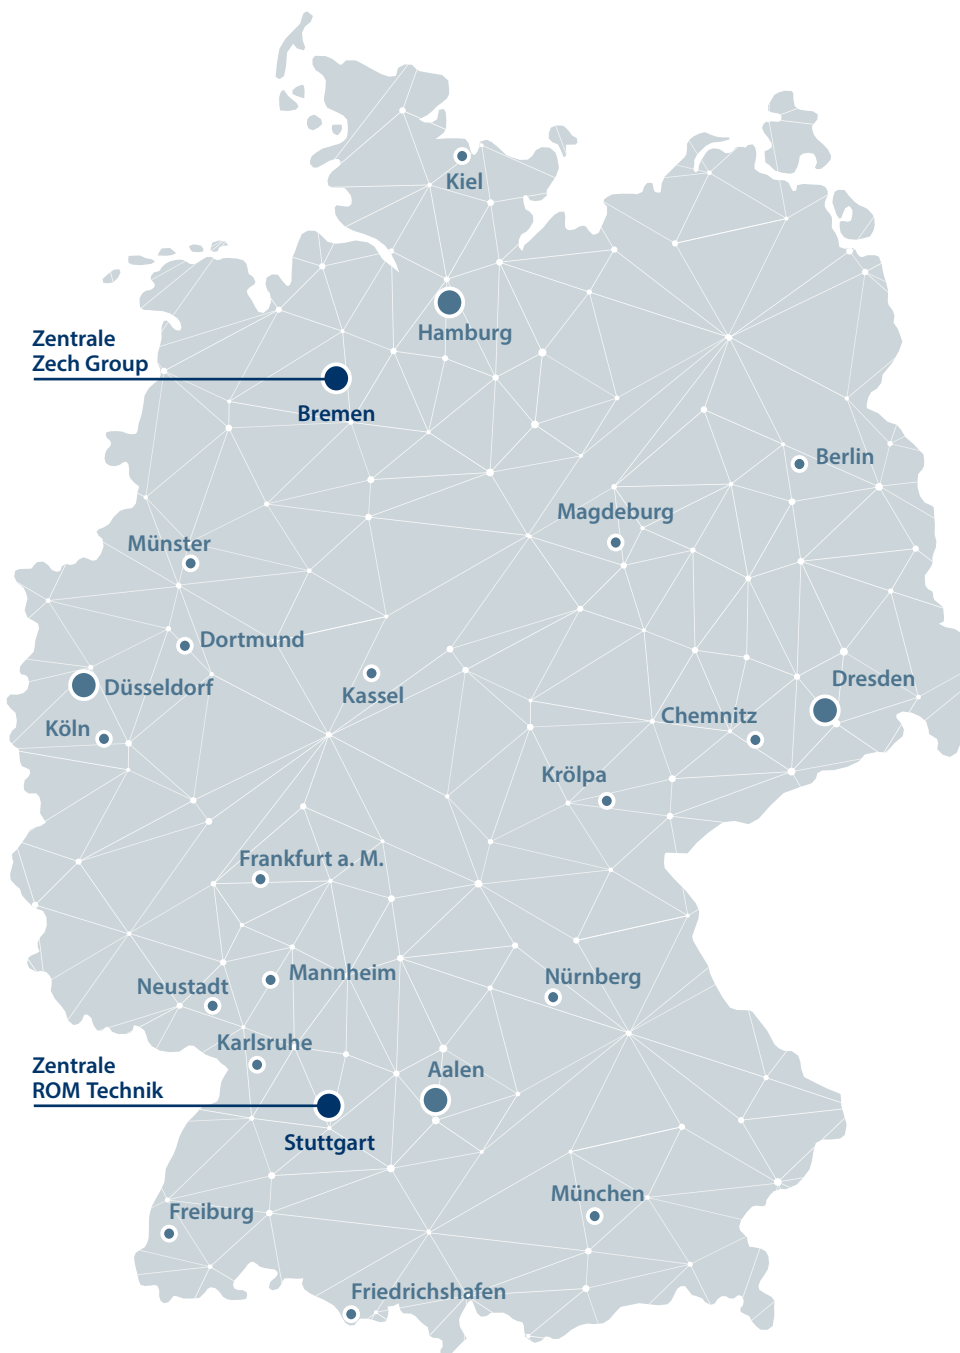 Kiel
Hamburg
Zentrale
Zech Group
Bremen
Berlin
Magdeburg
Münster
Dortmund
Düsseldorf
Kassel
Dresden
Köln
Chemnitz
Krölpa
Frankfurt a. M.
Mannheim
Neustadt
Nürnberg
Karlsruhe
Zentrale
ROM Technik
Aalen
Stuttgart
München
Freiburg
Friedrichshafen